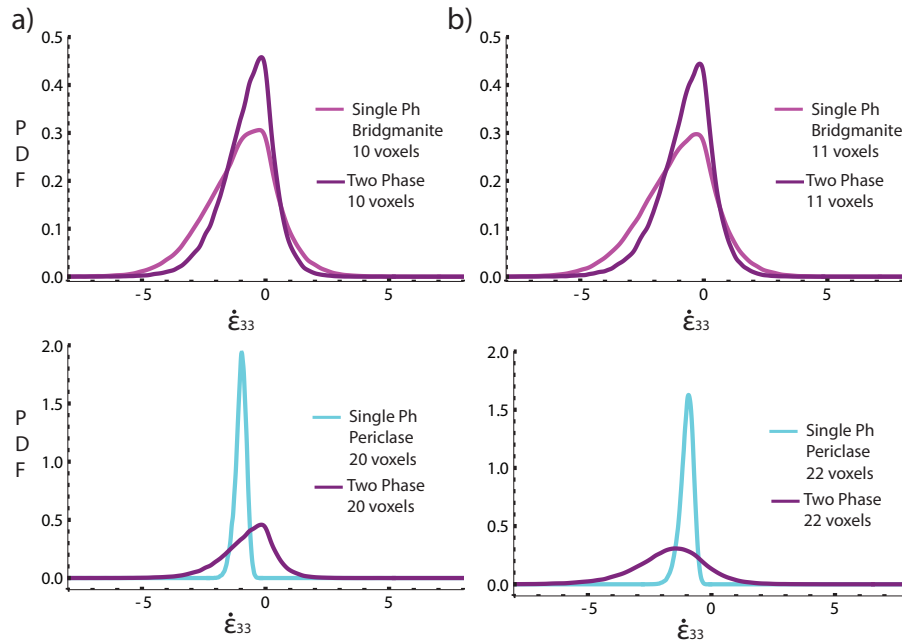 a)
0.5
0.4
0.3
0.2
0.1
0.0
P
D
F
Single Ph
Bridgmanite
10 voxels
Two Phase
10 voxels
-5
0
5
ε̇33
b)
0.5
0.4
0.3
0.2
0.1
0.0
Single Ph
Bridgmanite
11 voxels
Two Phase
11 voxels
-5
0
5
ε̇33
2.0
1.5
1.0
0.5
0.0
P
D
F
Single Ph
Periclase
20 voxels
Two Phase
20 voxels
-5
0
5
ε̇33
2.0
1.5
1.0
0.5
0.0
Single Ph
Periclase
22 voxels
Two Phase
22 voxels
-5
0
5
ε̇33